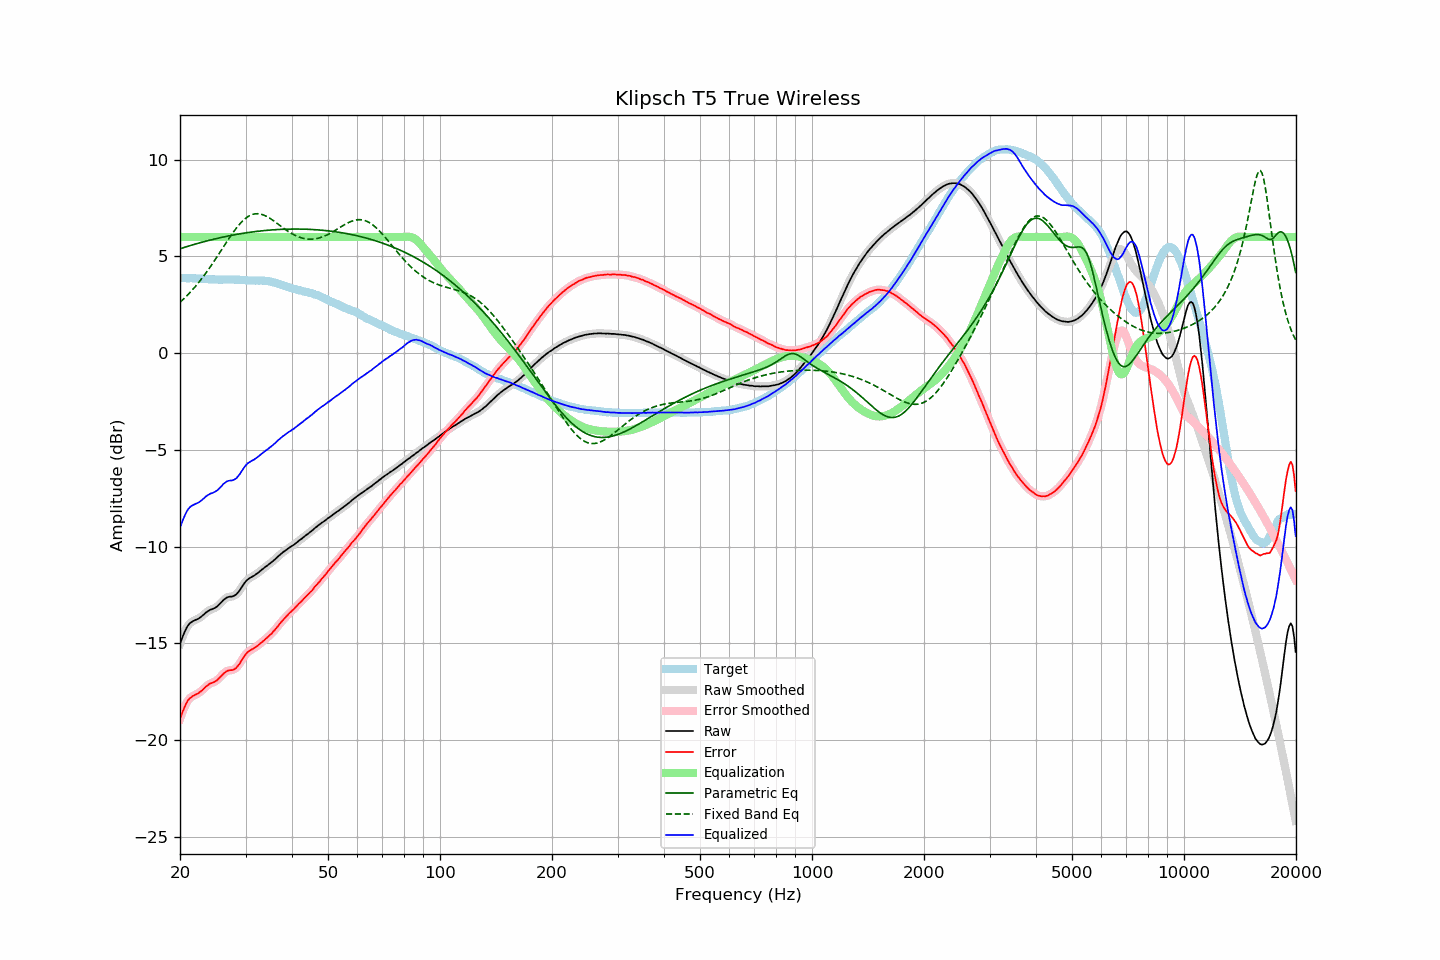 Klipsch T5 True Wireless
10
5
0
−5
−10
−15
−20
−25
Amplitude (dBr)
Target
Raw Smoothed
Error Smoothed
Raw
Error
Equalization
Parametric Eq
Fixed Band Eq
Equalized
20 50 100 200 500 1000 2000 5000 10000 20000
Frequency (Hz)